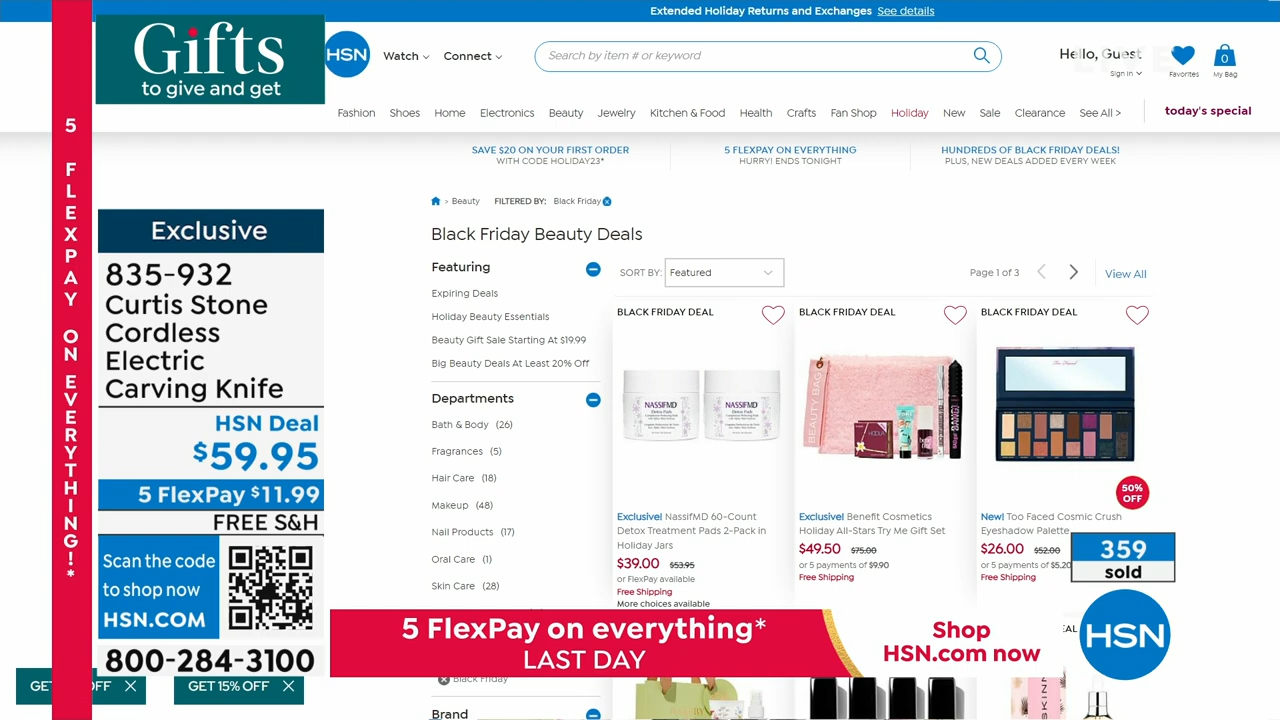 Extended Holiday Returns and Exchanges See details
Gifts
to give and get
HSN
Watch
Connect
Search by item # or keyword
Hello, Guest
Sign in
Favorites
0
My Bag
Fashion Shoes Home Electronics Beauty Jewelry Kitchen & Food Health Crafts Fan Shop Holiday New Sale Clearance See All >
today's special
SAVE $20 ON YOUR FIRST ORDER
WITH CODE HOLIDAY23*
5 FLEXPAY ON EVERYTHING
HURRY! ENDS TONIGHT
HUNDREDS OF BLACK FRIDAY DEALS!
PLUS, NEW DEALS ADDED EVERY WEEK
5 FLEXPAY ON EVERYTHING!*
> Beauty FILTERED BY: Black Friday
Black Friday Beauty Deals
Featuring
Expiring Deals
Holiday Beauty Essentials
Beauty Gift Sale Starting At $19.99
Big Beauty Deals At Least 20% Off
Departments
Bath & Body (26)
Fragrances (5)
Hair Care (18)
Makeup (48)
Nail Products (17)
Oral Care (1)
Skin Care (28)
Black Friday
Brand
SORT BY: Featured
Page 1 of 3
View All
BLACK FRIDAY DEAL
NASSIFMD
Detox Pads
NASSIFMD
Detox Pads
Exclusive! NassifMD 60-Count
Detox Treatment Pads 2-Pack in
Holiday Jars
$39.00 $53.95
or FlexPay available
Free Shipping
More choices available
BLACK FRIDAY DEAL
BEAUTY BAG
HOOLA
BADgal BANG!
Exclusive! Benefit Cosmetics
Holiday All-Stars Try Me Gift Set
$49.50 $75.00
or 5 payments of $9.90
Free Shipping
BLACK FRIDAY DEAL
Too Faced
50%
OFF
New! Too Faced Cosmic Crush
Eyeshadow Palette
$26.00 $52.00
or 5 payments of $5.20
Free Shipping
EAL
SKINN
Exclusive
835-932
Curtis Stone
Cordless
Electric
Carving Knife
HSN Deal
$59.95
5 FlexPay $11.99
FREE S&H
Scan the code
to shop now
HSN.COM
800-284-3100
359
sold
5 FlexPay on everything*
LAST DAY
Shop
HSN.com now
HSN
GET
OFF
GET 15% OFF